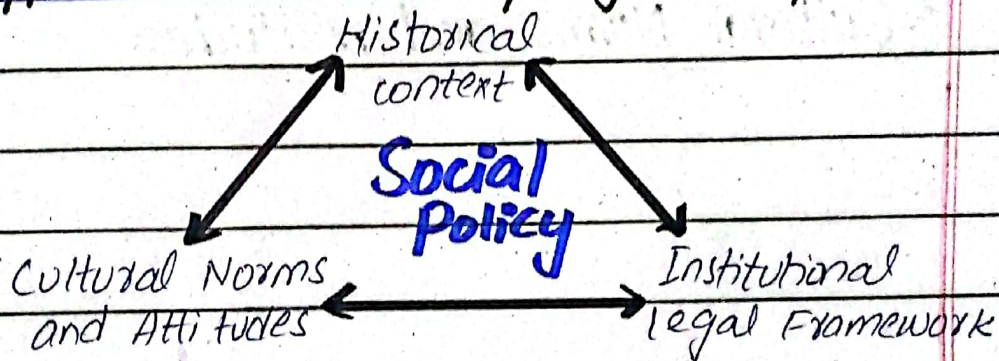 Historical
context
Social
Policy
Cultural Norms
and Attitudes
Institutional
legal Framework